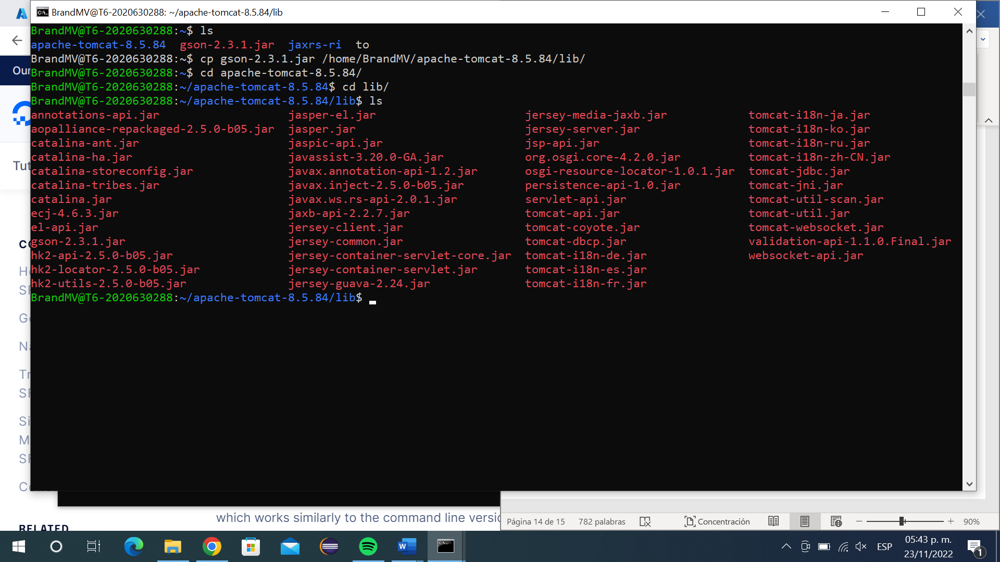 BrandMV@T6-2020630288: ~/apache-tomcat-8.5.84/lib
BrandMV@T6-2020630288:~$ ls
apache-tomcat-8.5.84  gson-2.3.1.jar  jaxrs-ri  to
BrandMV@T6-2020630288:~$ cp gson-2.3.1.jar /home/BrandMV/apache-tomcat-8.5.84/lib/
BrandMV@T6-2020630288:~$ cd apache-tomcat-8.5.84/
BrandMV@T6-2020630288:~/apache-tomcat-8.5.84$ cd lib/
BrandMV@T6-2020630288:~/apache-tomcat-8.5.84/lib$ ls
annotations-api.jar  jasper-el.jar  jersey-media-jaxb.jar  tomcat-i18n-ja.jar
aopalliance-repackaged-2.5.0-b05.jar  jasper.jar  jersey-server.jar  tomcat-i18n-ko.jar
catalina-ant.jar  jaspic-api.jar  jsp-api.jar  tomcat-i18n-ru.jar
catalina-ha.jar  javassist-3.20.0-GA.jar  org.osgi.core-4.2.0.jar  tomcat-i18n-zh-CN.jar
catalina-storeconfig.jar  javax.annotation-api-1.2.jar  osgi-resource-locator-1.0.1.jar  tomcat-jdbc.jar
catalina-tribes.jar  javax.inject-2.5.0-b05.jar  persistence-api-1.0.jar  tomcat-jni.jar
catalina.jar  javax.ws.rs-api-2.0.1.jar  servlet-api.jar  tomcat-util-scan.jar
ecj-4.6.3.jar  jaxb-api-2.2.7.jar  tomcat-api.jar  tomcat-util.jar
el-api.jar  jersey-client.jar  tomcat-coyote.jar  tomcat-websocket.jar
gson-2.3.1.jar  jersey-common.jar  tomcat-dbcp.jar  validation-api-1.1.0.Final.jar
hk2-api-2.5.0-b05.jar  jersey-container-servlet-core.jar  tomcat-i18n-de.jar  websocket-api.jar
hk2-locator-2.5.0-b05.jar  jersey-container-servlet.jar  tomcat-i18n-es.jar
hk2-utils-2.5.0-b05.jar  jersey-guava-2.24.jar  tomcat-i18n-fr.jar
BrandMV@T6-2020630288:~/apache-tomcat-8.5.84/lib$
Our
Tut
which works similarly to the command line
RELATED
Página 14 de 15  782 palabras  Concentración  90%
ESP
05:43 p. m.
23/11/2022
1